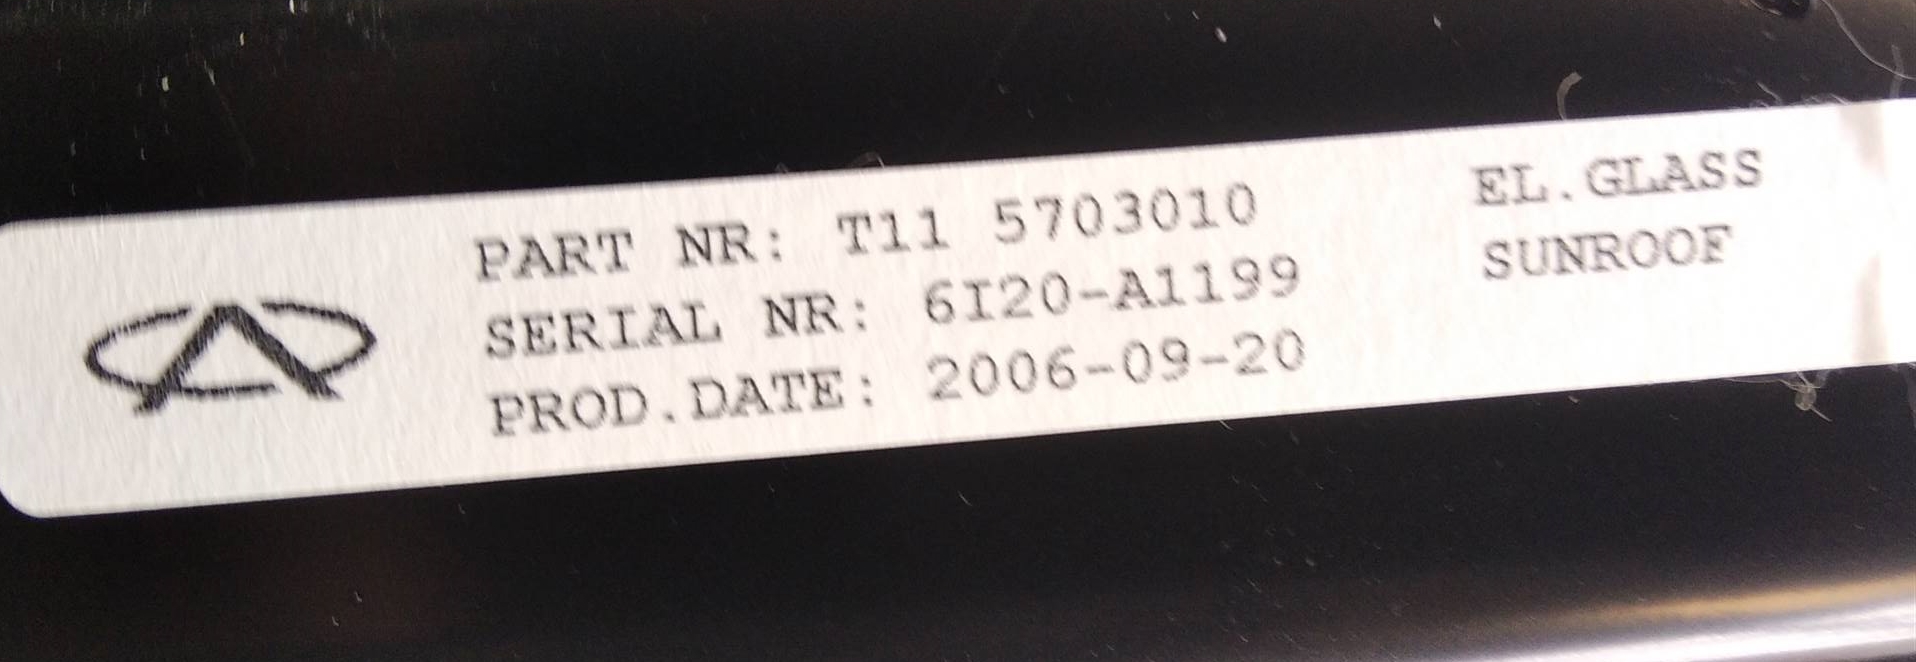 PART NR: T11 5703010
SERIAL NR: 6I20-A1199
PROD.DATE: 2006-09-20
EL.GLASS
SUNROOF